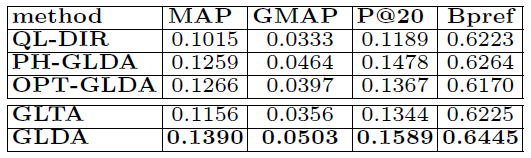 method MAP GMAP P@20 Bpref
QL-DIR 0.1015 0.0333 0.1189 0.6223
PH-GLDA 0.1259 0.0464 0.1478 0.6264
OPT-GLDA 0.1266 0.0397 0.1367 0.6170
GLTA 0.1156 0.0356 0.1344 0.6225
GLDA 0.1390 0.0503 0.1589 0.6445